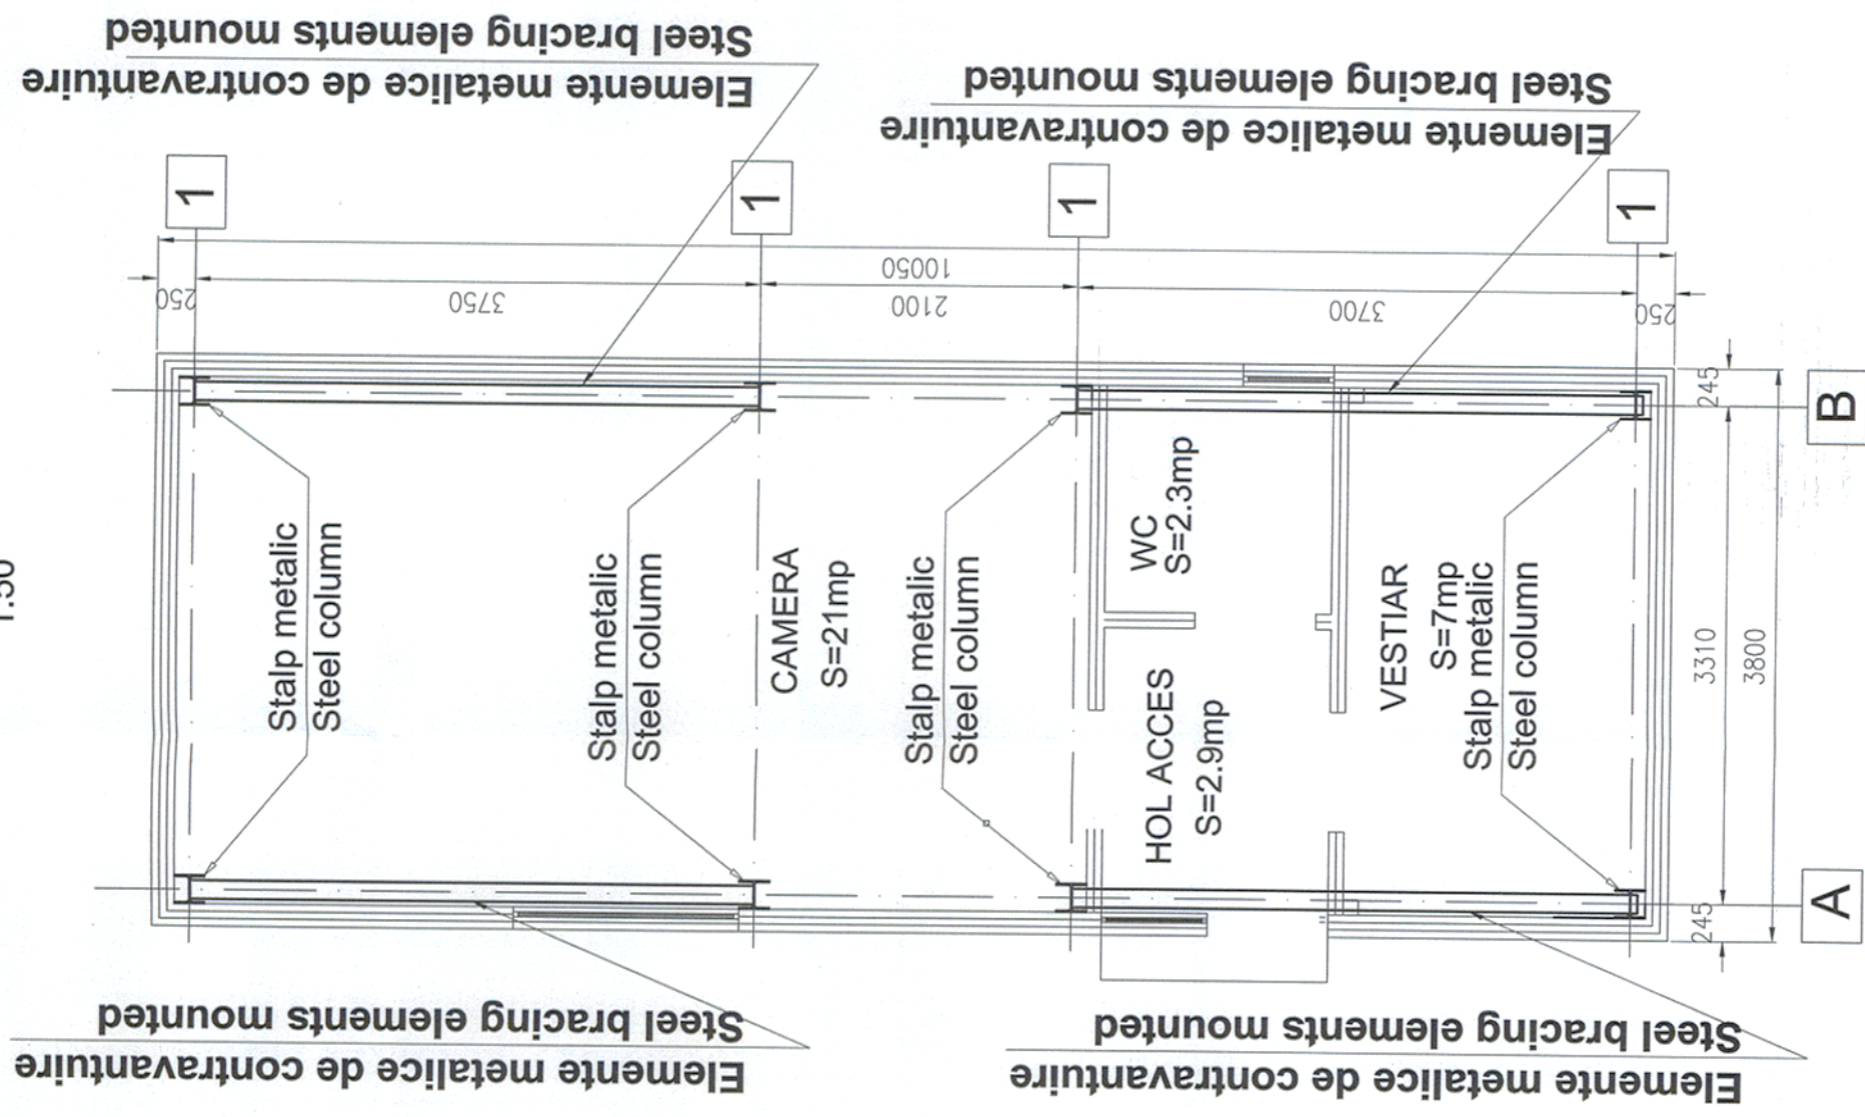 1:50
Elemente metalice de contravantuire
Steel bracing elements mounted
Elemente metalice de contravantuire
Steel bracing elements mounted
1
1
1
1
250
3750
2100
3700
250
10050
Stalp metalic
Steel column
Stalp metalic
Steel column
CAMERA
S=21mp
Stalp metalic
Steel column
WC
S=2.3mp
HOL ACCES
S=2.9mp
VESTIAR
S=7mp
Stalp metalic
Steel column
245
3310
245
3800
B
A
Elemente metalice de contravantuire
Steel bracing elements mounted
Elemente metalice de contravantuire
Steel bracing elements mounted